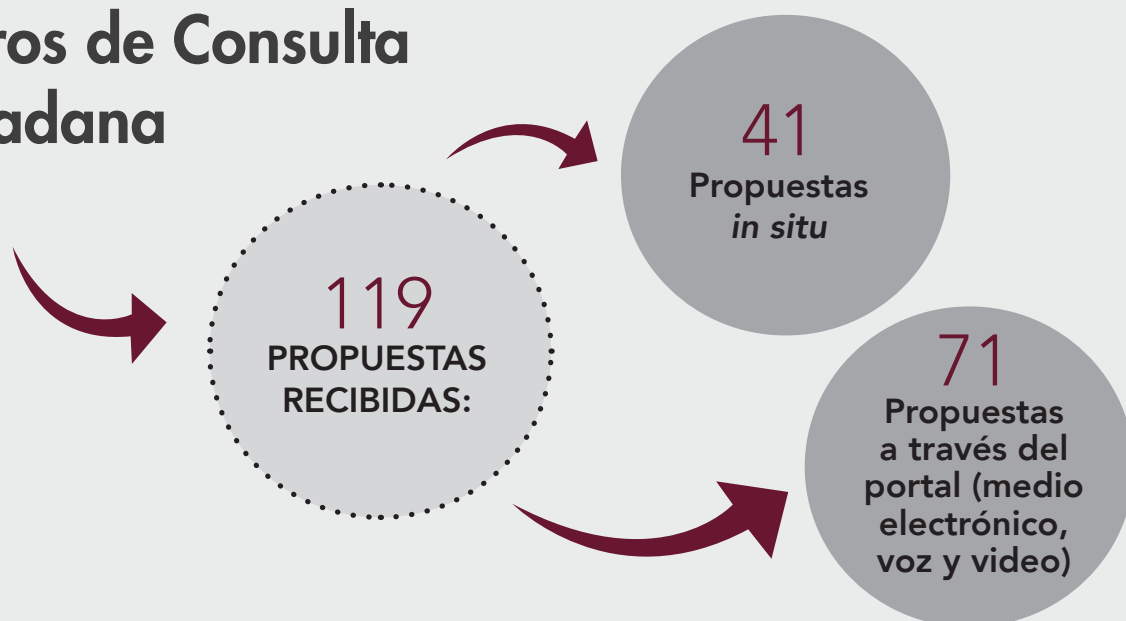 ros de Consulta
adana
41
Propuestas
in situ
119
PROPUESTAS
RECIBIDAS:
71
Propuestas
a través del
portal (medio
electrónico,
voz y video)